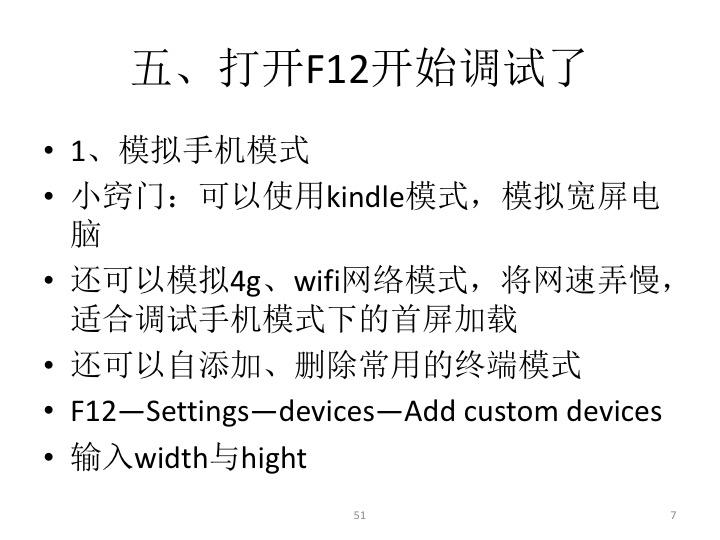 五、打开F12开始调试了
• 1、模拟手机模式
• 小窍门：可以使用kindle模式，模拟宽屏电
脑
• 还可以模拟4g、wifi网络模式，将网速弄慢，
适合调试手机模式下的首屏加载
• 还可以自添加、删除常用的终端模式
• F12—Settings—devices—Add custom devices
• 输入width与hight
51
7